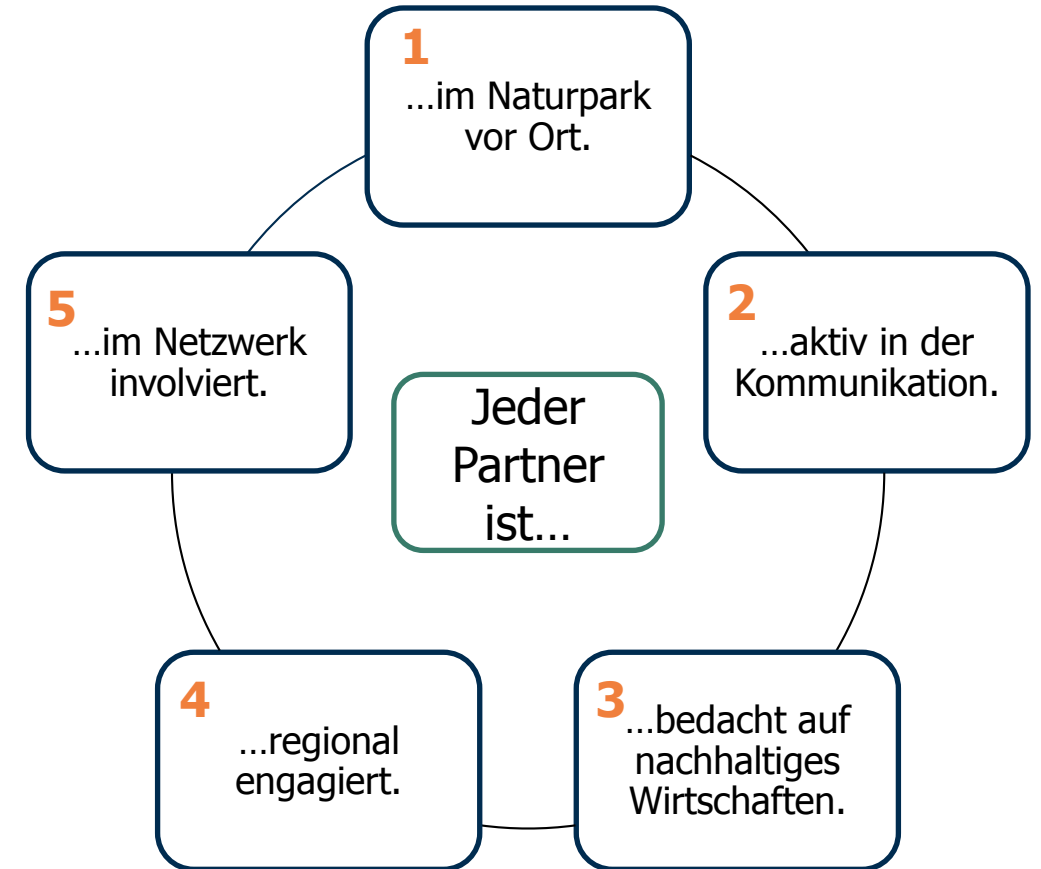 1
…im Naturpark
vor Ort.
2
…aktiv in der
Kommunikation.
3
…bedacht auf
nachhaltiges
Wirtschaften.
4
…regional
engagiert.
5
…im Netzwerk
involviert.
Jeder
Partner
ist…